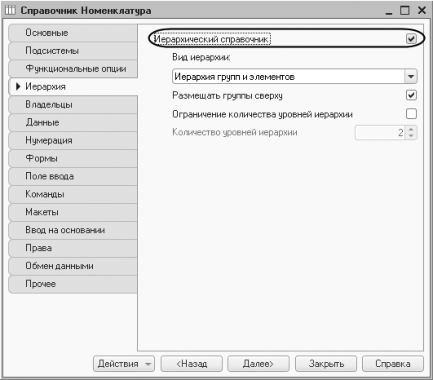 Справочник Номенклатура
Основные
Подсистемы
Функциональные опции
Иерархия
Владельцы
Данные
Нумерация
Формы
Поле ввода
Команды
Макеты
Ввод на основании
Права
Обмен данными
Прочее
Иерархический справочник
Вид иерархии:
Иерархия групп и элементов
Размещать группы сверху
Ограничение количества уровней иерархии
Количество уровней иерархии 2
Действия <Назад Далее> Закрыть Справка